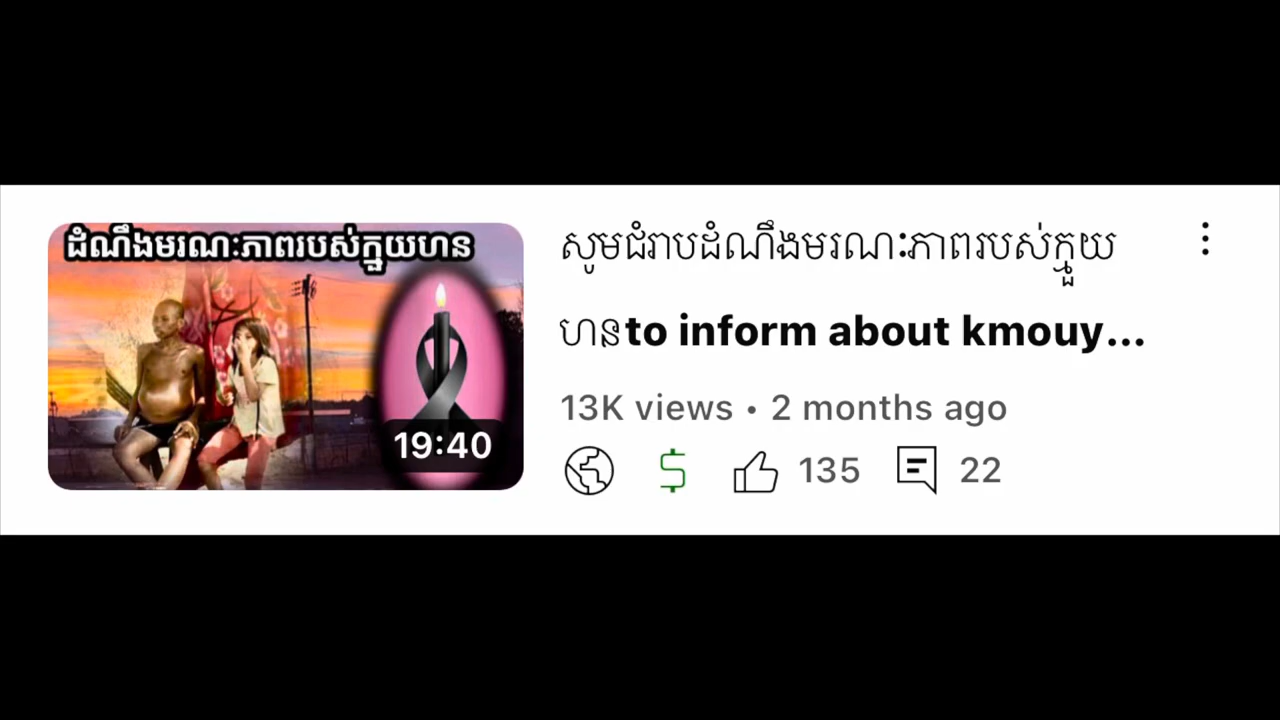 ដំណឹងមរណៈភាពរបស់ក្មួយហន
19:40
សូមជំរាបដំណឹងមរណៈភាពរបស់ក្មួយ
ហនto inform about kmouy...
13K views • 2 months ago
135 22